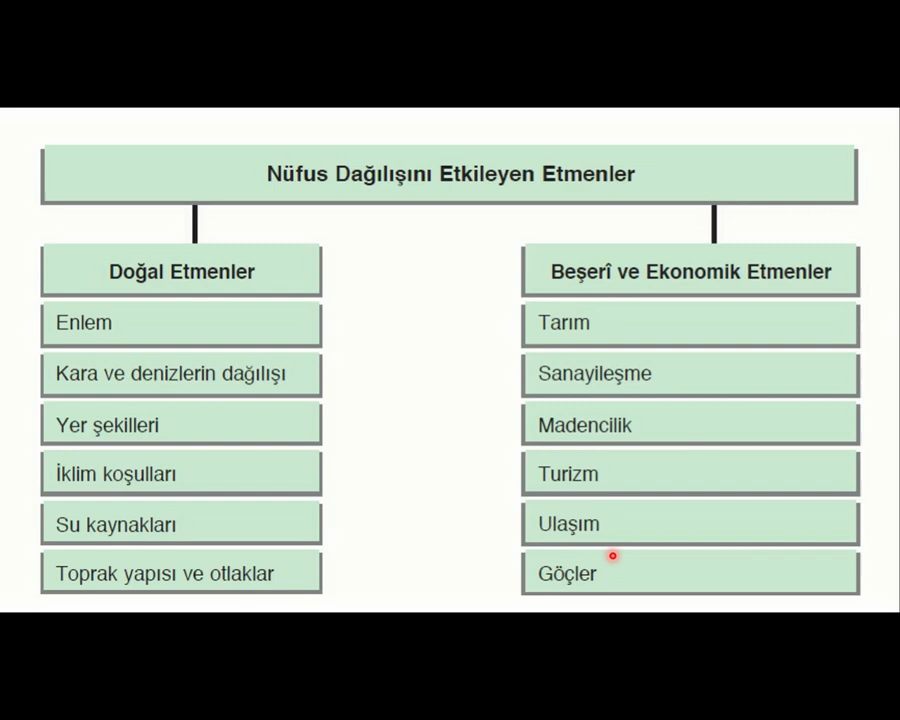 Nüfus Dağılışını Etkileyen Etmenler
Doğal Etmenler
Enlem
Kara ve denizlerin dağılışı
Yer şekilleri
İklim koşulları
Su kaynakları
Toprak yapısı ve otlaklar
Beşerî ve Ekonomik Etmenler
Tarım
Sanayileşme
Madencilik
Turizm
Ulaşım
Göçler